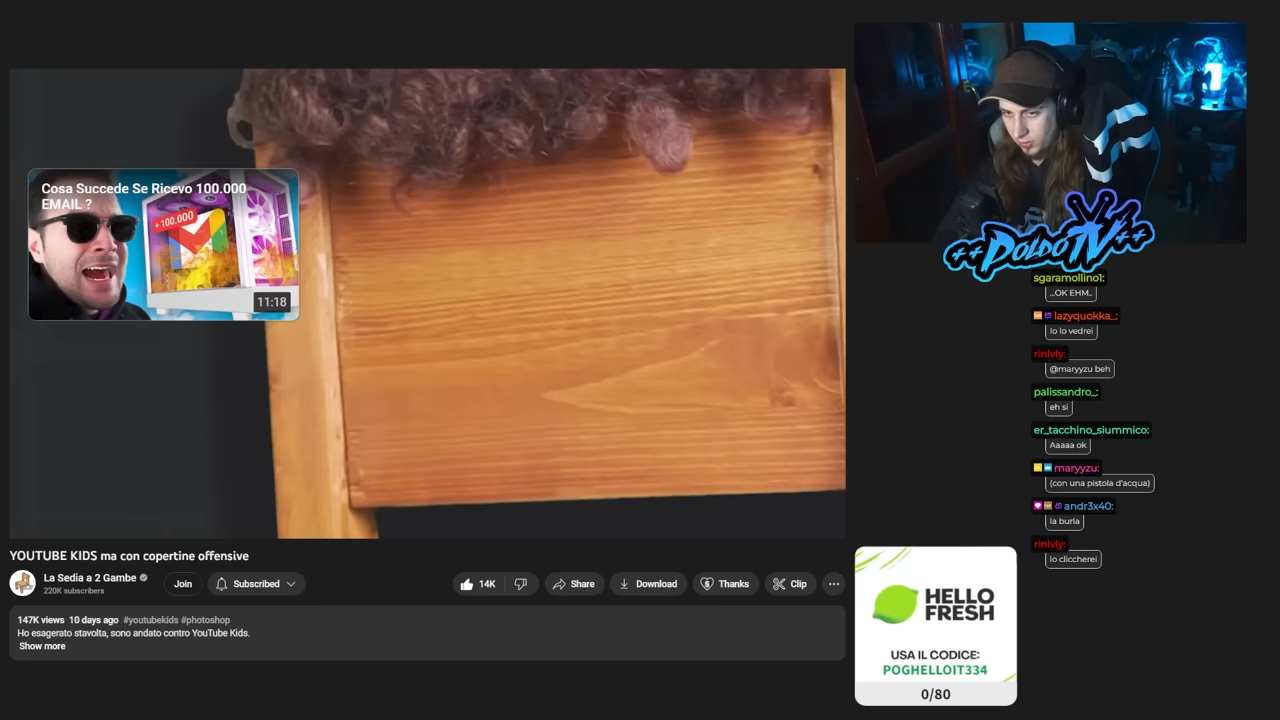 Cosa Succede Se Ricevo 100.000
EMAIL ?
+100.000
11:18
YOUTUBE KIDS ma con copertine offensive
La Sedia a 2 Gambe
220K subscribers
Join
Subscribed
14K
Share
Download
Thanks
Clip
147K views 10 days ago #youtubekids #photoshop
Ho esagerato stavolta, sono andato contro YouTube Kids.
Show more
++POLDOTV++
sgaramollino1:
...OK EHM..
lazyquokka_:
Io lo vedrei
rinlvly:
@maryyzu beh
palissandro_:
eh si
er_tacchino_siummico:
Aaaaa ok
maryyzu:
(con una pistola d'acqua)
andr3x40:
la burla
rinlvly:
lo cliccherei
HELLO
FRESH
USA IL CODICE:
POGHELLOIT334
0/80